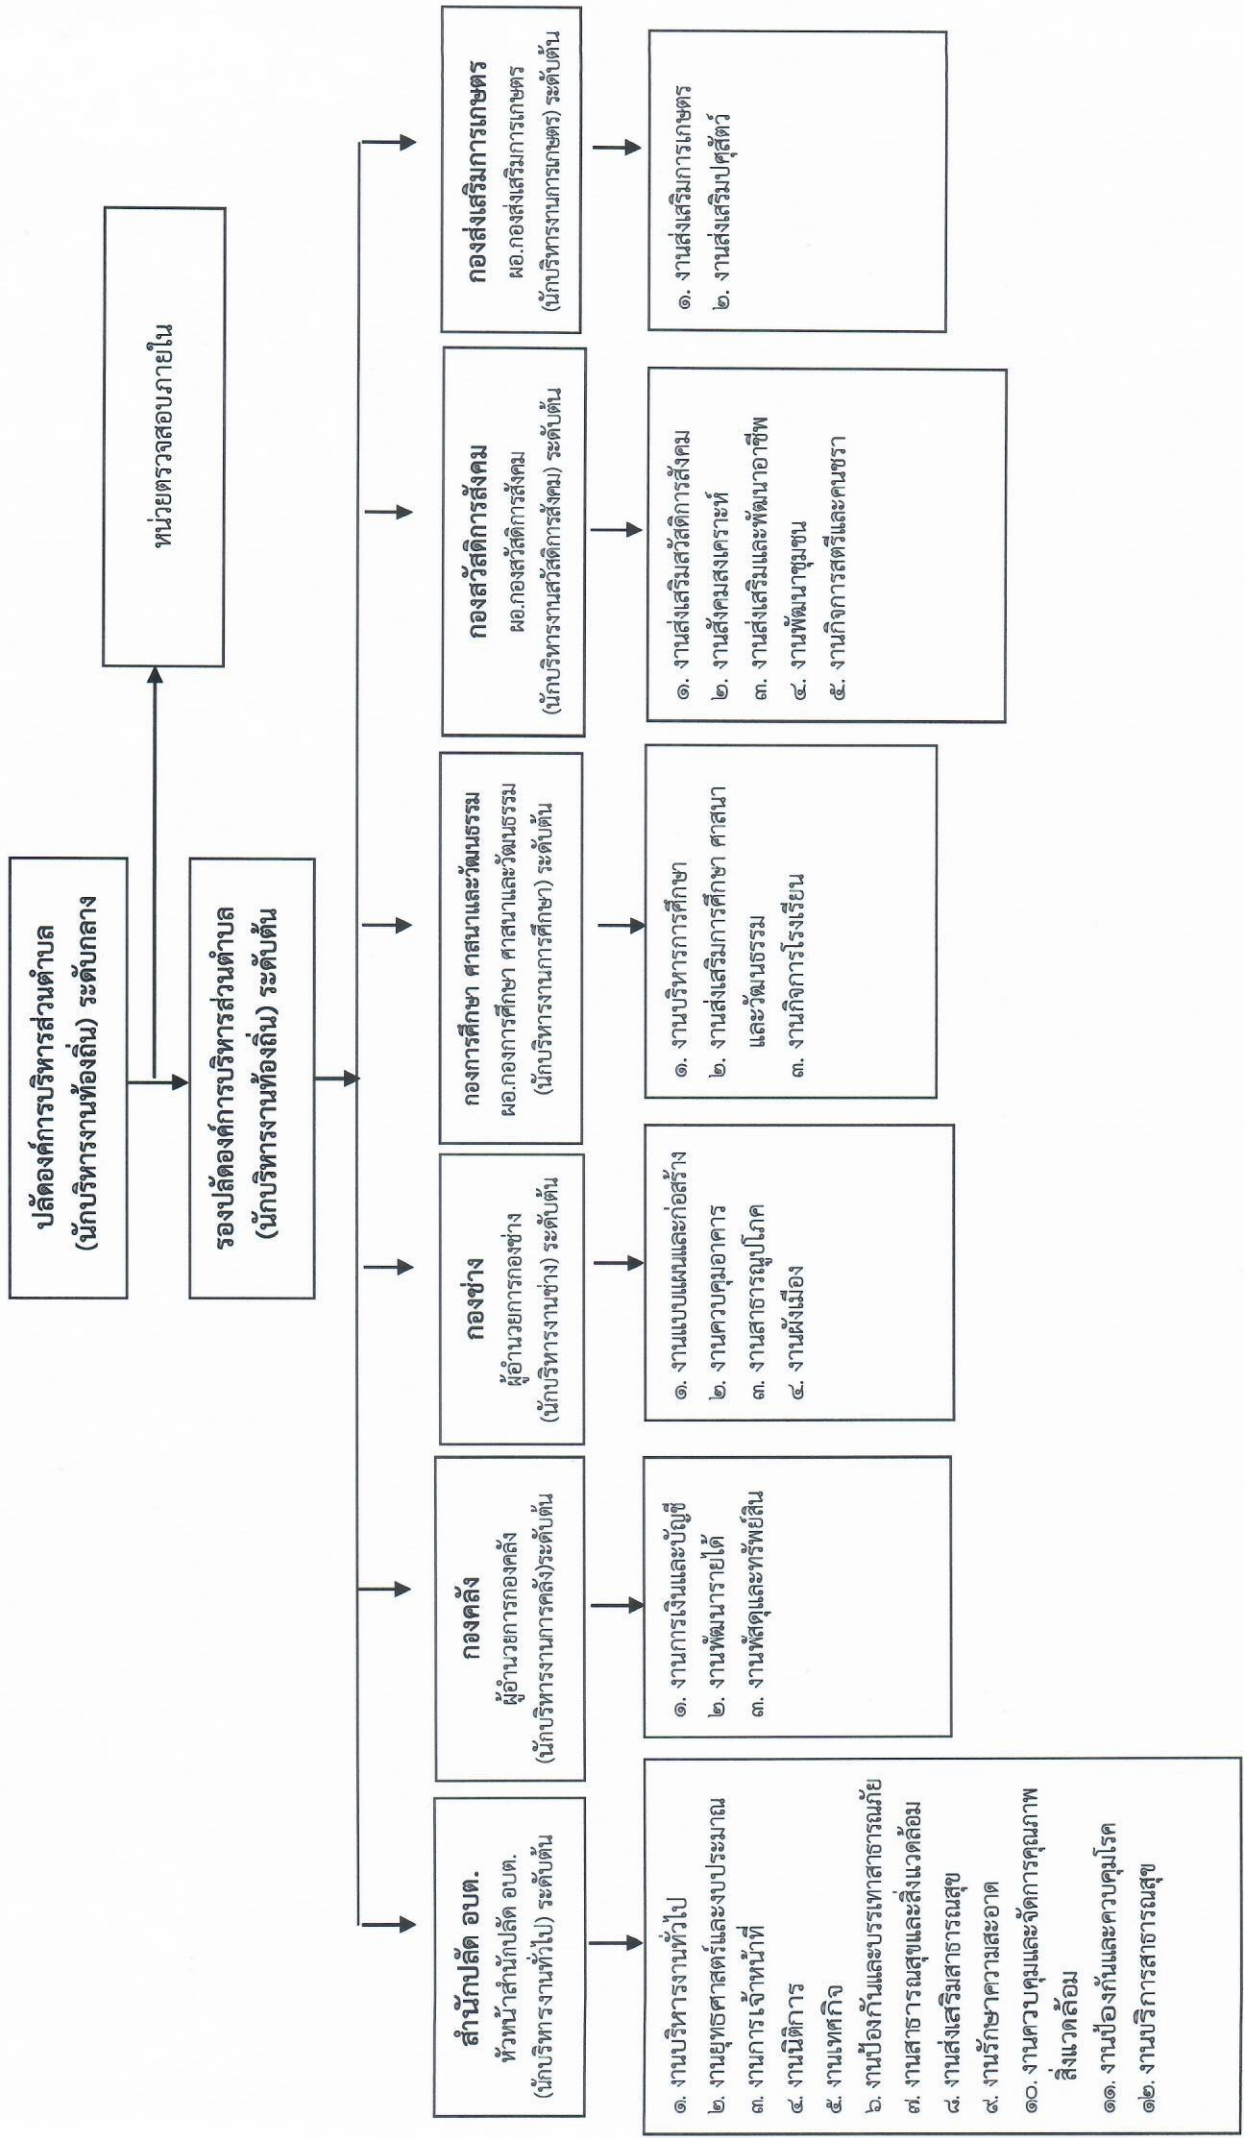 ปลัดองค์การบริหารส่วนตำบล
(นักบริหารงานท้องถิ่น) ระดับกลาง
หน่วยตรวจสอบภายใน
รองปลัดองค์การบริหารส่วนตำบล
(นักบริหารงานท้องถิ่น) ระดับต้น
สำนักปลัด อบต.
หัวหน้าสำนักปลัด อบต.
(นักบริหารงานทั่วไป) ระดับต้น
กองคลัง
ผู้อำนวยการกองคลัง
(นักบริหารงานการคลัง)ระดับต้น
กองช่าง
ผู้อำนวยการกองช่าง
(นักบริหารงานช่าง) ระดับต้น
กองการศึกษา ศาสนาและวัฒนธรรม
ผอ.กองการศึกษา ศาสนาและวัฒนธรรม
(นักบริหารงานการศึกษา) ระดับต้น
กองสวัสดิการสังคม
ผอ.กองสวัสดิการสังคม
(นักบริหารงานสวัสดิการสังคม) ระดับต้น
กองส่งเสริมการเกษตร
ผอ.กองส่งเสริมการเกษตร
(นักบริหารงานการเกษตร) ระดับต้น
๑. งานบริหารงานทั่วไป
๒. งานยุทธศาสตร์และงบประมาณ
๓. งานการเจ้าหน้าที่
๔. งานนิติการ
๕. งานเทศกิจ
๖. งานป้องกันและบรรเทาสาธารณภัย
๗. งานสาธารณสุขและสิ่งแวดล้อม
๘. งานส่งเสริมสาธารณสุข
๙. งานรักษาความสะอาด
๑๐. งานควบคุมและจัดการคุณภาพ
สิ่งแวดล้อม
๑๑. งานป้องกันและควบคุมโรค
๑๒. งานบริการสาธารณสุข
๑. งานการเงินและบัญชี
๒. งานพัฒนารายได้
๓. งานพัสดุและทรัพย์สิน
๑. งานแบบแผนและก่อสร้าง
๒. งานควบคุมอาคาร
๓. งานสาธารณูปโภค
๔. งานผังเมือง
๑. งานบริหารการศึกษา
๒. งานส่งเสริมการศึกษา ศาสนา
และวัฒนธรรม
๓. งานกิจการโรงเรียน
๑. งานส่งเสริมสวัสดิการสังคม
๒. งานสังคมสงเคราะห์
๓. งานส่งเสริมและพัฒนาอาชีพ
๔. งานพัฒนาชุมชน
๕. งานกิจการสตรีและคนชรา
๑. งานส่งเสริมการเกษตร
๒. งานส่งเสริมปศุสัตว์